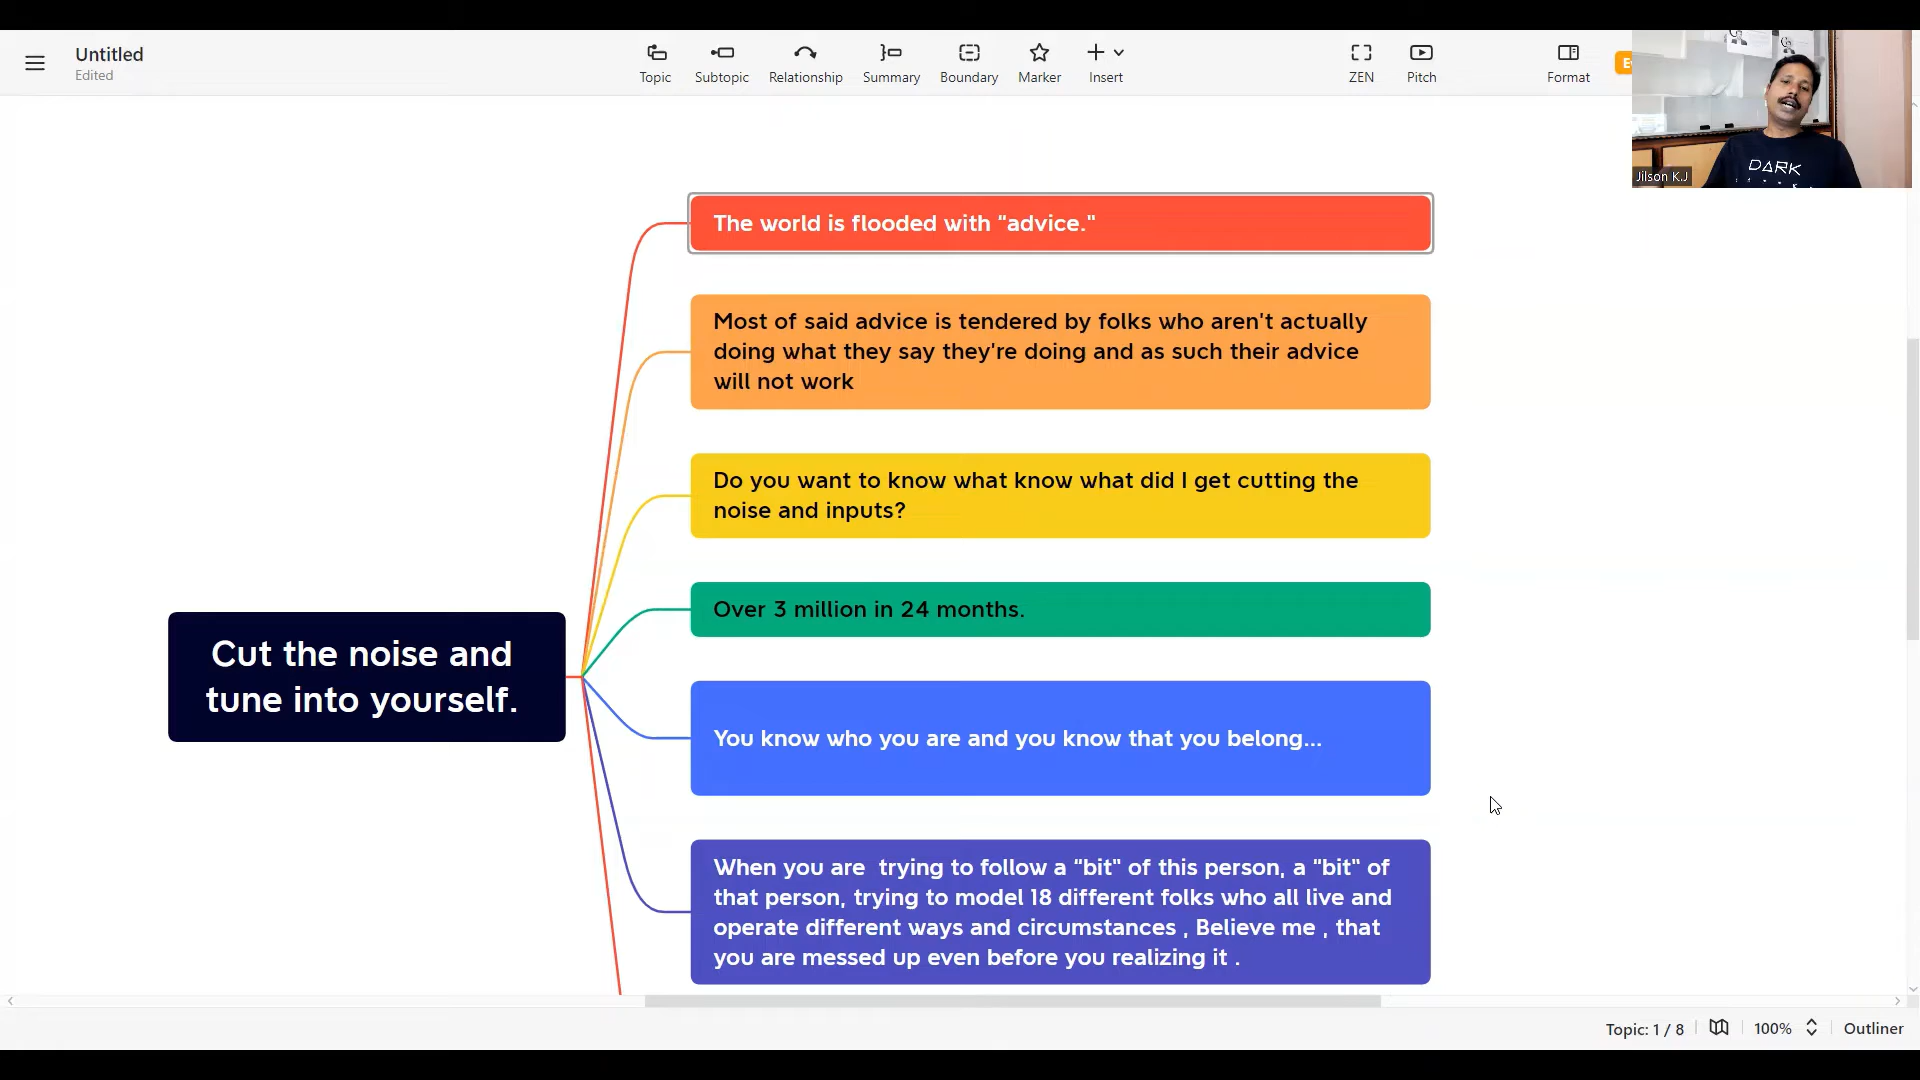 Untitled
Edited
Topic
Subtopic
Relationship
Summary
Boundary
Marker
Insert
ZEN
Pitch
Format
DARK
Jilson K.J
The world is flooded with "advice."
Most of said advice is tendered by folks who aren't actually
doing what they say they're doing and as such their advice
will not work
Do you want to know what know what did I get cutting the
noise and inputs?
Over 3 million in 24 months.
Cut the noise and
tune into yourself.
You know who you are and you know that you belong...
When you are  trying to follow a "bit" of this person, a "bit" of
that person, trying to model 18 different folks who all live and
operate different ways and circumstances , Believe me , that
you are messed up even before you realizing it .
Topic: 1 / 8
100%
Outliner